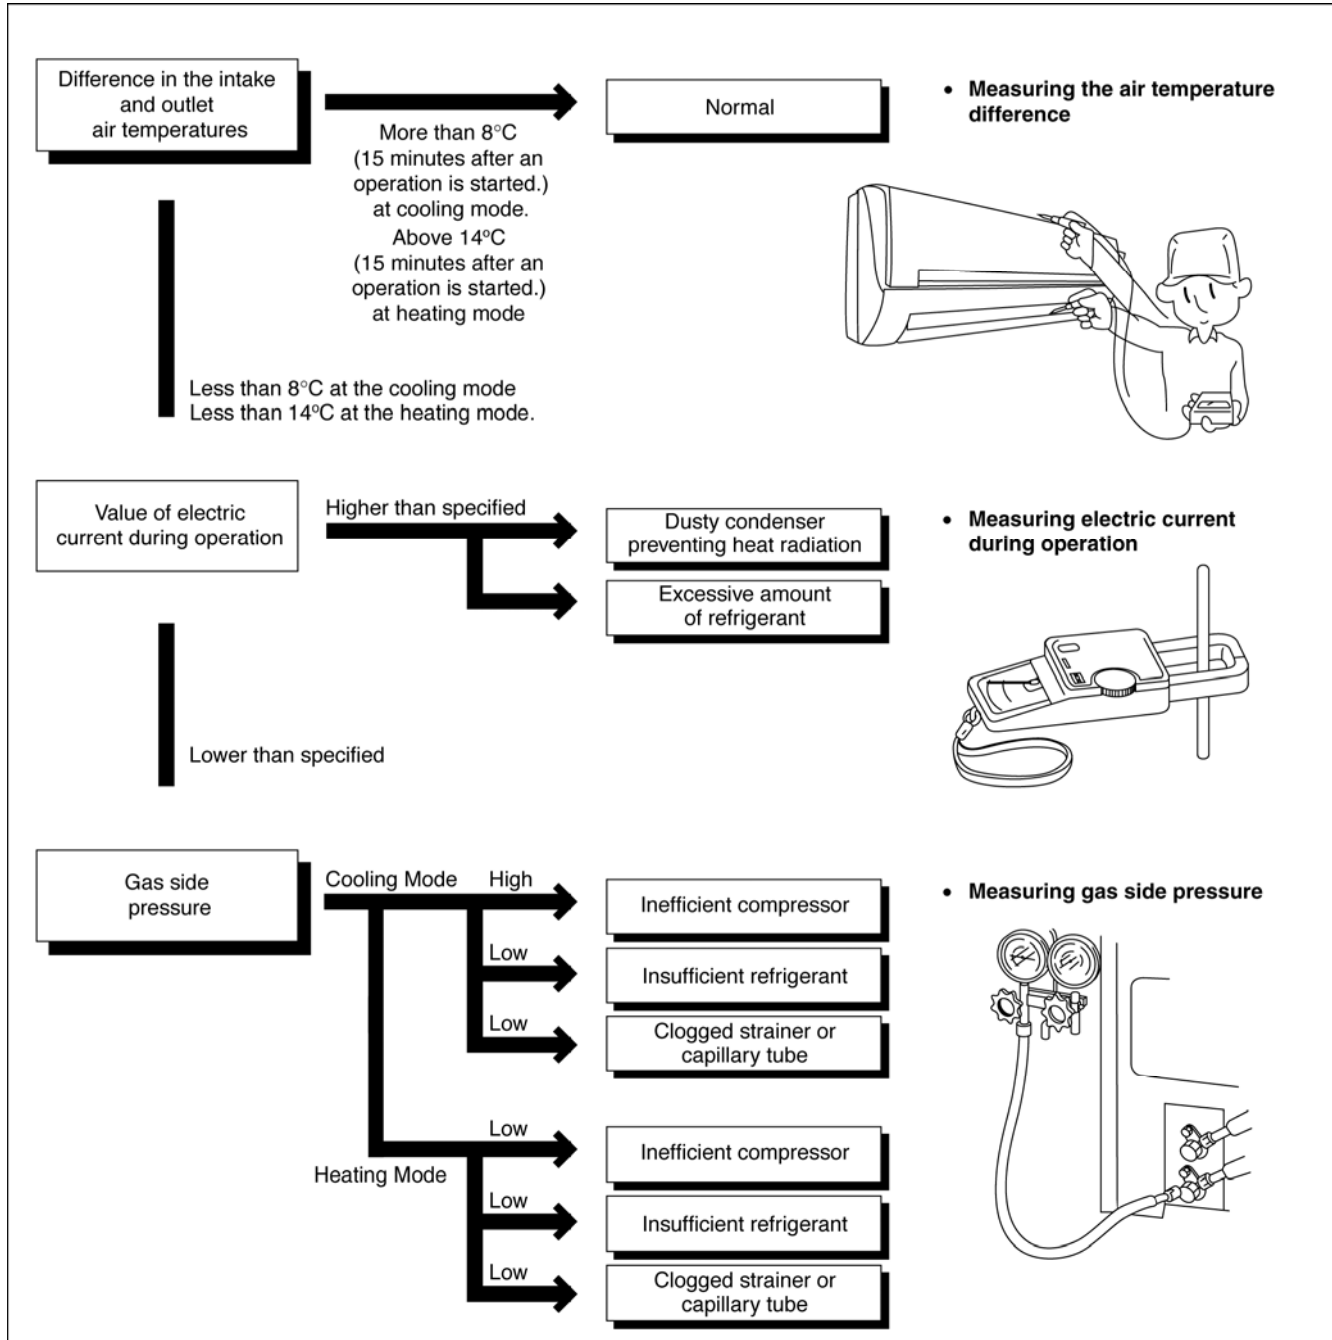 Difference in the intake
and outlet
air temperatures
More than 8°C
(15 minutes after an
operation is started.)
at cooling mode.
Above 14°C
(15 minutes after an
operation is started.)
at heating mode
Normal
• Measuring the air temperature
difference
Less than 8°C at the cooling mode
Less than 14°C at the heating mode.
Value of electric
current during operation
Higher than specified
Dusty condenser
preventing heat radiation
Excessive amount
of refrigerant
• Measuring electric current
during operation
Lower than specified
Gas side
pressure
Cooling Mode
High
Inefficient compressor
Low
Insufficient refrigerant
Low
Clogged strainer or
capillary tube
• Measuring gas side pressure
Heating Mode
Low
Inefficient compressor
Low
Insufficient refrigerant
Low
Clogged strainer or
capillary tube